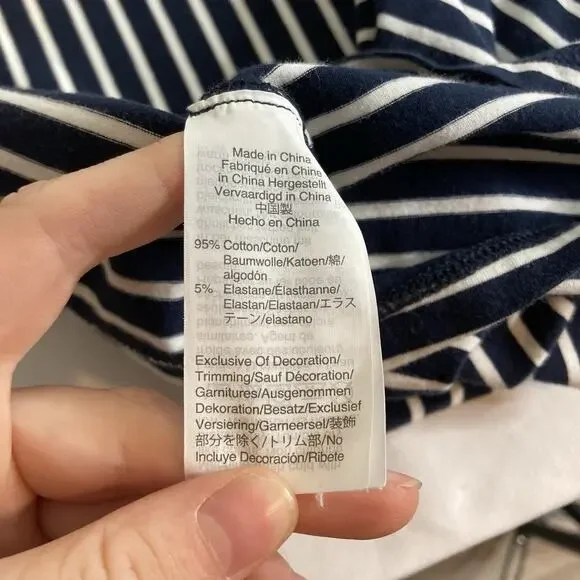 Made in China
Fabriqué en Chine
in China Hergestellt
Vervaardigd in China
中国製
Hecho en China
95% Cotton/Coton/
Baumwolle/Katoen/綿/
algodón
5% Elastane/Élasthanne/
Elastan/Elastaan/エラス
テーン/elastano
Exclusive Of Decoration/
Trimming/Sauf Décoration/
Garnitures/Ausgenommen
Dekoration/Besatz/Exclusief
Versiering/Garneersel/装飾
部分を除く/トリム部/No
Incluye Decoración/Ribete